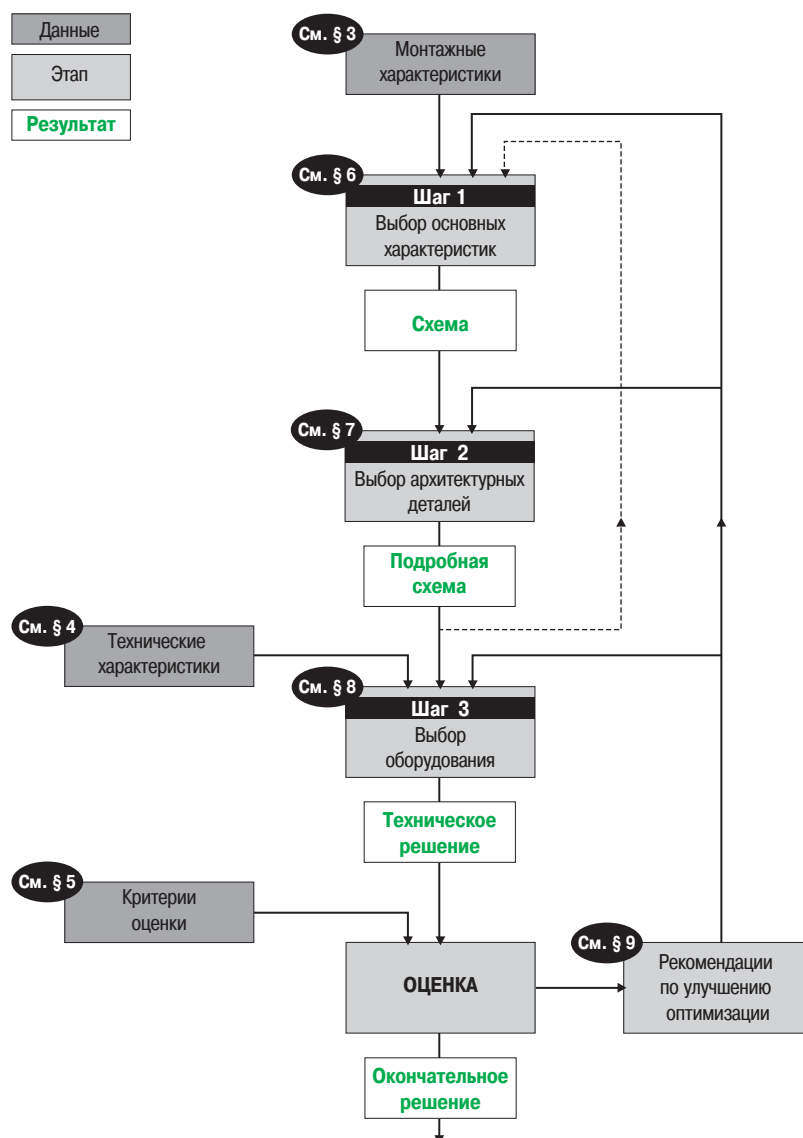 Данные
Этап
Результат
См. § 3
Монтажные
характеристики
См. § 6
Шаг 1
Выбор основных
характеристик
Схема
См. § 7
Шаг 2
Выбор архитектурных
деталей
Подробная
схема
См. § 4
Технические
характеристики
См. § 8
Шаг 3
Выбор
оборудования
Техническое
решение
См. § 5
Критерии
оценки
ОЦЕНКА
См. § 9
Рекомендации
по улучшению
оптимизации
Окончательное
решение